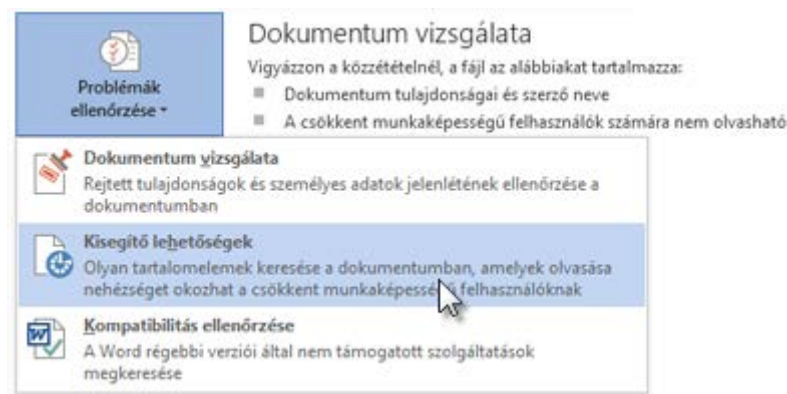 Problémák
ellenőrzése
Dokumentum vizsgálata
Vigyázzon a közzétételnél, a fájl az alábbiakat tartalmazza:
Dokumentum tulajdonságai és szerző neve
A csökkent munkaképességű felhasználók számára nem olvasható
Dokumentum vizsgálata
Rejtett tulajdonságok és személyes adatok jelenlétének ellenőrzése a
dokumentumban
Kisegítő lehetőségek
Olyan tartalomelemek keresése a dokumentumban, amelyek olvasása
nehézséget okozhat a csökkent munkaképességű felhasználóknak
Kompatibilitás ellenőrzése
A Word régebbi verziói által nem támogatott szolgáltatások
megkeresése